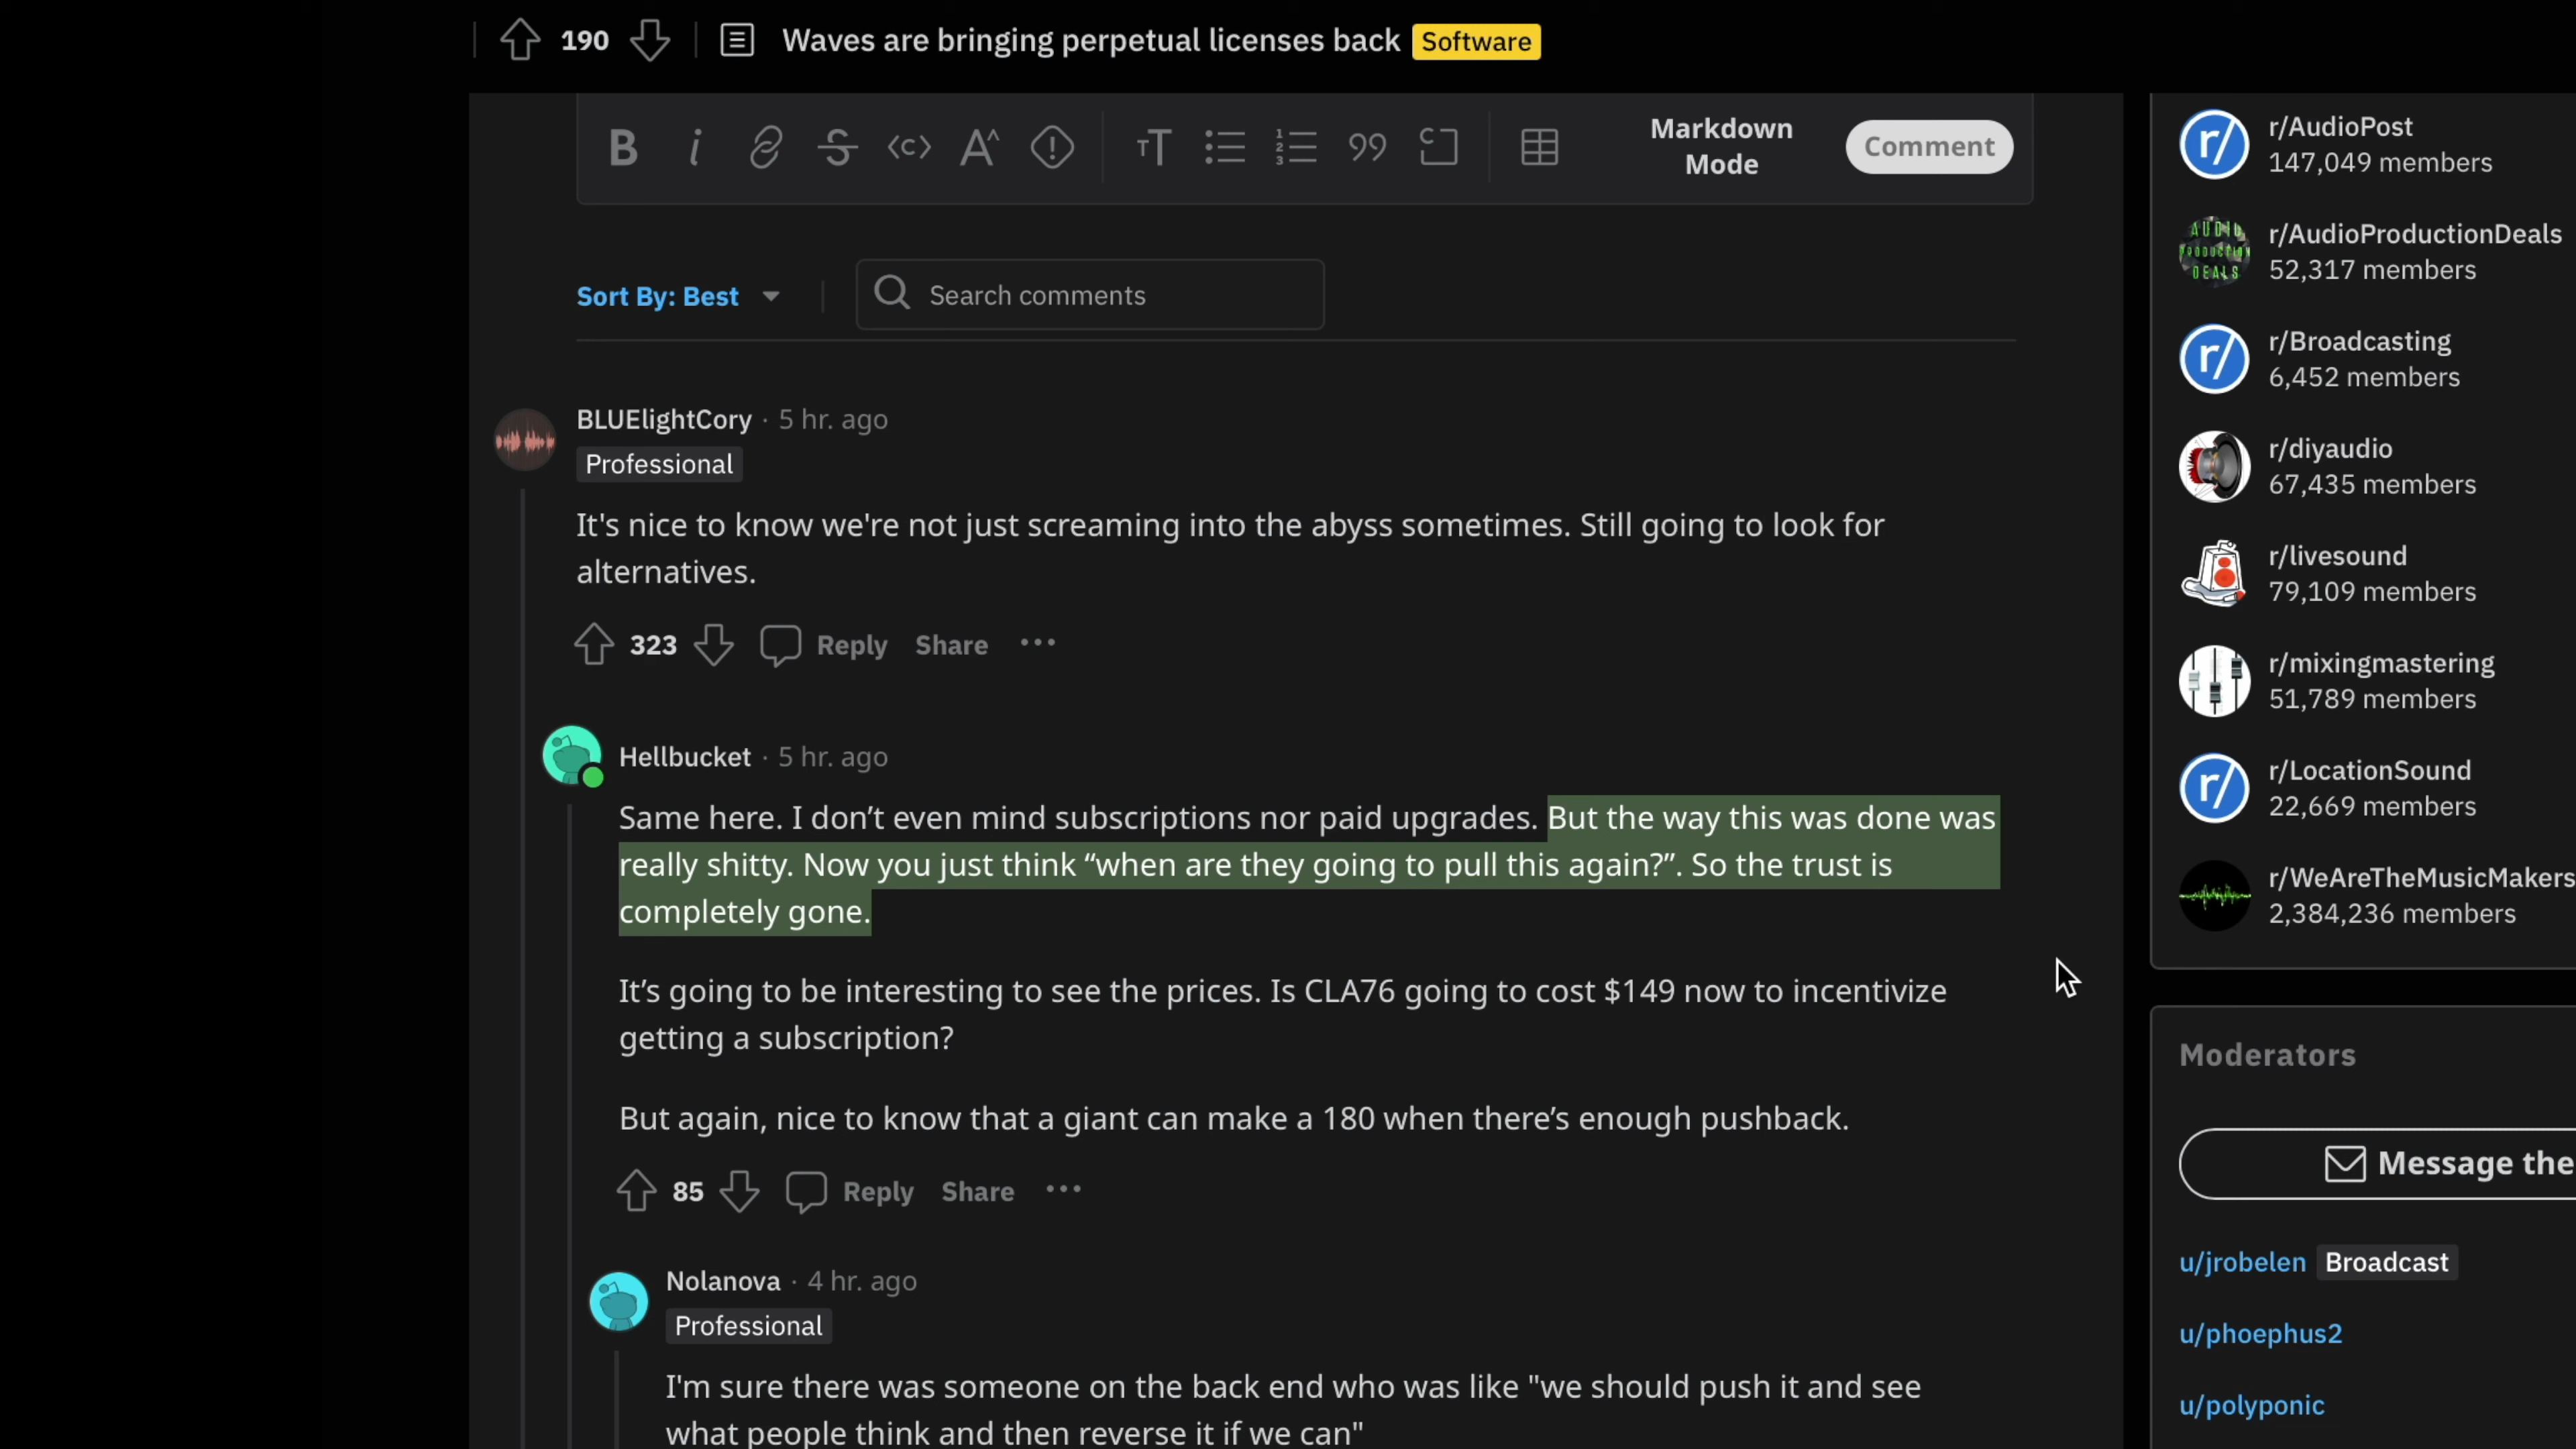 190
Waves are bringing perpetual licenses back Software
Markdown
Mode
Comment
Sort By: Best
Search comments
BLUElightCory · 5 hr. ago
Professional
It's nice to know we're not just screaming into the abyss sometimes. Still going to look for
alternatives.
323 Reply Share
Hellbucket · 5 hr. ago
Same here. I don’t even mind subscriptions nor paid upgrades. But the way this was done was
really shitty. Now you just think “when are they going to pull this again?”. So the trust is
completely gone.
It’s going to be interesting to see the prices. Is CLA76 going to cost $149 now to incentivize
getting a subscription?
But again, nice to know that a giant can make a 180 when there’s enough pushback.
85 Reply Share
Nolanova · 4 hr. ago
Professional
I'm sure there was someone on the back end who was like "we should push it and see
what people think and then reverse it if we can"
r/AudioPost
147,049 members
AUDIO
PRODUCTION
DEALS
r/AudioProductionDeals
52,317 members
r/Broadcasting
6,452 members
r/diyaudio
67,435 members
r/livesound
79,109 members
r/mixingmastering
51,789 members
r/LocationSound
22,669 members
r/WeAreTheMusicMakers
2,384,236 members
Moderators
Message the
u/jrobelen Broadcast
u/phoephus2
u/polyponic